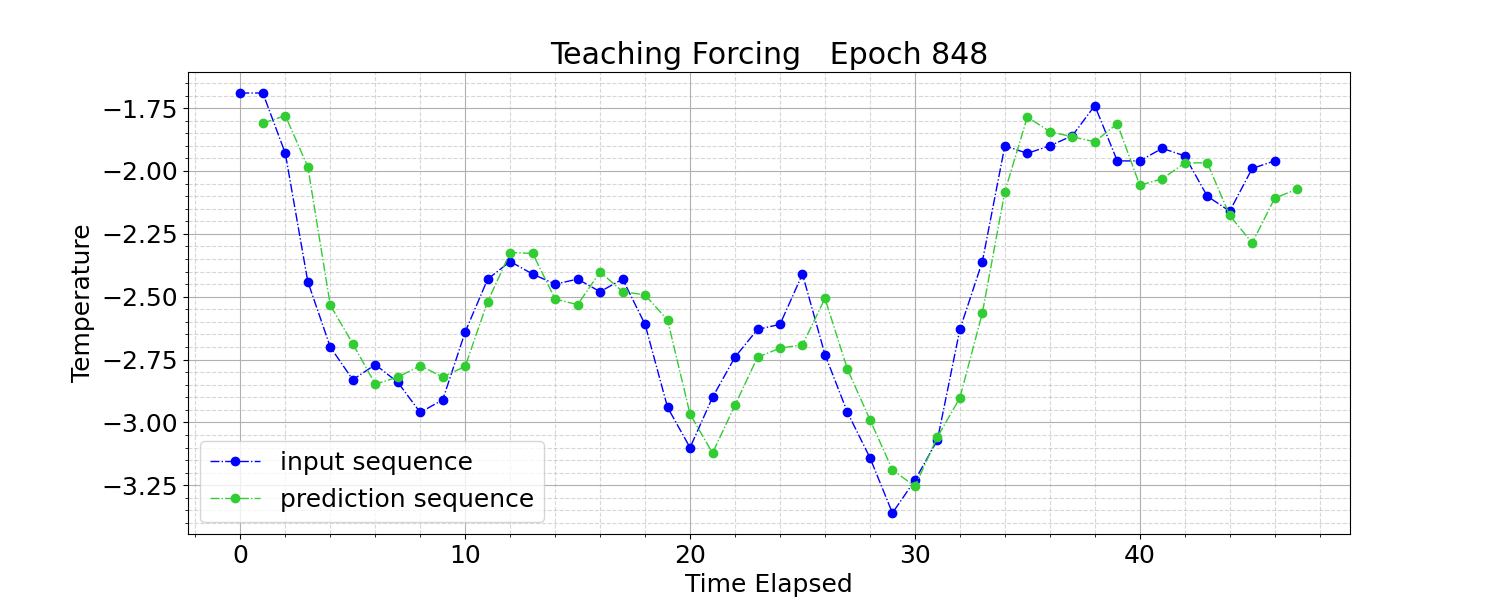 Teaching Forcing   Epoch 848
Temperature
−1.75
−2.00
−2.25
−2.50
−2.75
−3.00
−3.25
input sequence
prediction sequence
0 10 20 30 40
Time Elapsed